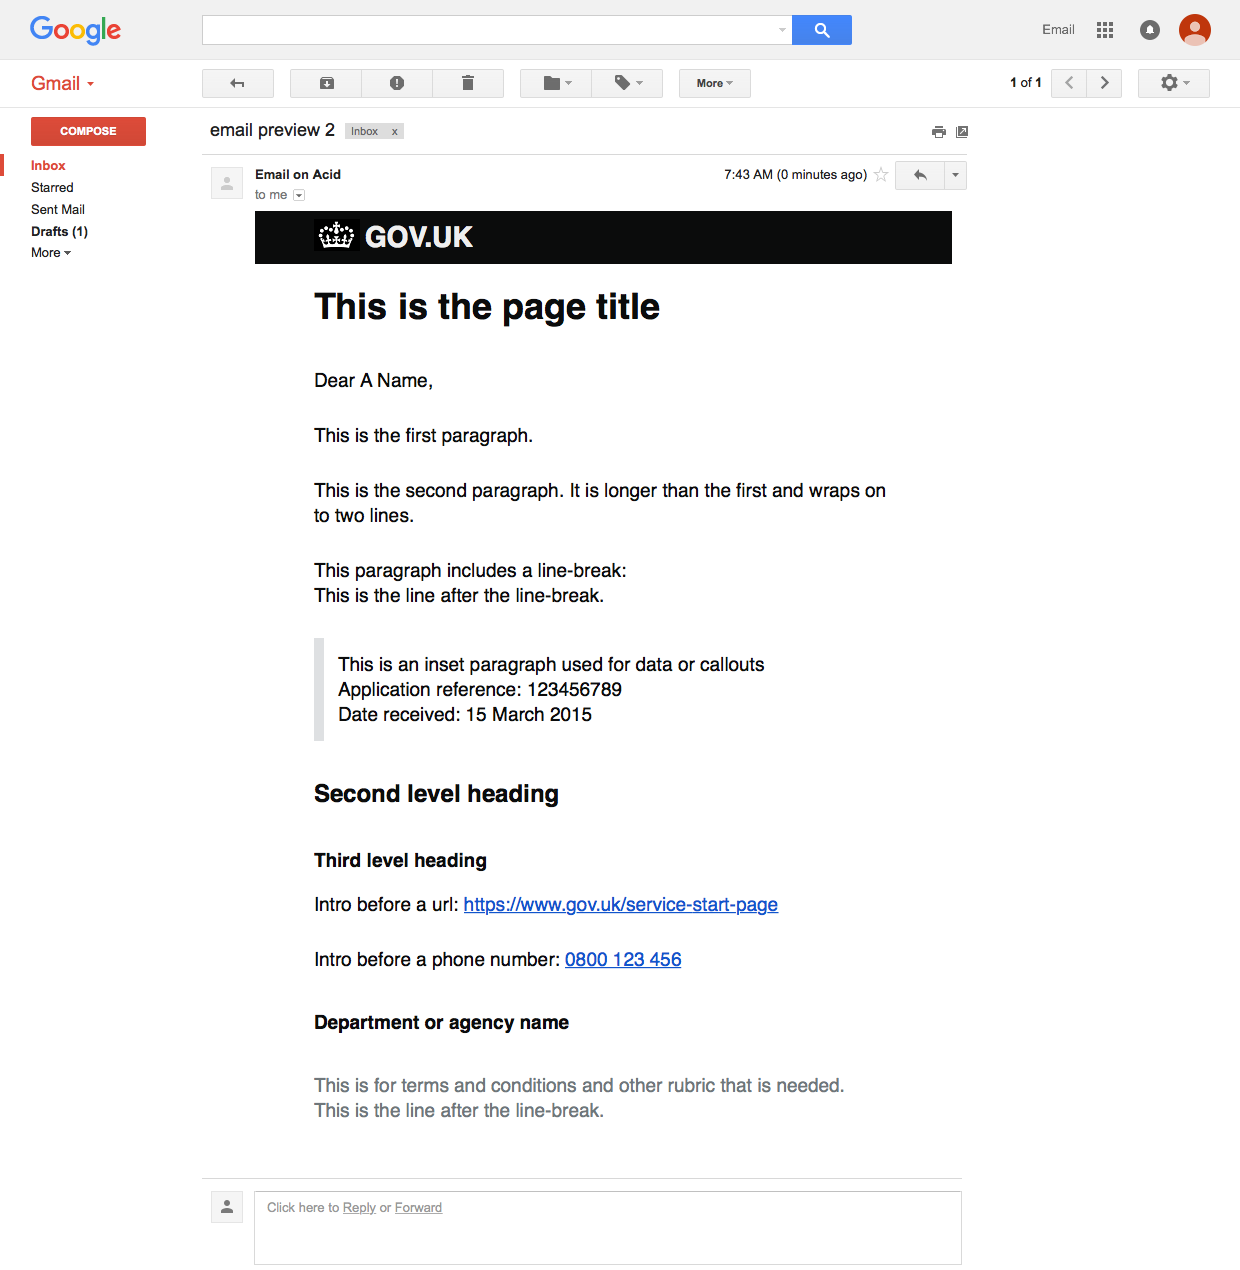 Google
Email
Gmail
More
1 of 1
COMPOSE
email preview 2 Inbox x
Inbox
Starred
Sent Mail
Drafts (1)
More
Email on Acid
7:43 AM (0 minutes ago)
to me
GOV.UK
This is the page title
Dear A Name,
This is the first paragraph.
This is the second paragraph. It is longer than the first and wraps on
to two lines.
This paragraph includes a line-break:
This is the line after the line-break.
This is an inset paragraph used for data or callouts
Application reference: 123456789
Date received: 15 March 2015
Second level heading
Third level heading
Intro before a url: https://www.gov.uk/service-start-page
Intro before a phone number: 0800 123 456
Department or agency name
This is for terms and conditions and other rubric that is needed.
This is the line after the line-break.
Click here to Reply or Forward